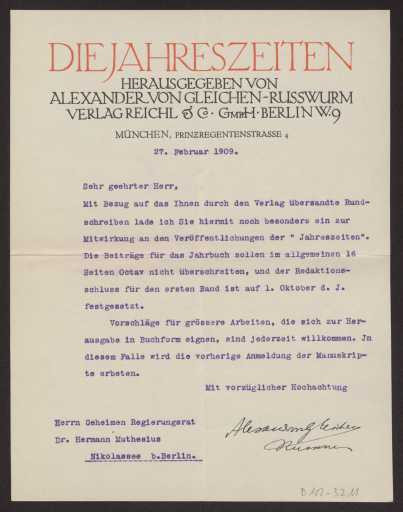 DIE JAHRESZEITEN
HERAUSGEGEBEN VON
ALEXANDER VON GLEICHEN-RUSSWURM
VERLAG REICHL & Co · GMBH · BERLIN W. 9
MÜNCHEN, PRINZREGENTENSTRASSE 4
27. Februar 1909.
Sehr geehrter Herr,
Mit Bezug auf das Ihnen durch den Verlag übersandte Rund-
schreiben lade ich Sie hiermit noch besonders ein zur
Mitwirkung an den Veröffentlichungen der " Jahreszeiten".
Die Beiträge für das Jahrbuch sollen im allgemeinen 16
Seiten Octav nicht überschreiten, und der Redaktions-
schluss für den ersten Band ist auf 1. Oktober d. J.
festgesetzt.
Vorschläge für grössere Arbeiten, die sich zur Her-
ausgabe in Buchform eignen, sind jederzeit willkommen. Jn
diesem Falle wird die vorherige Anmeldung der Manuskrip-
te erbeten.
Mit vorzüglicher Hochachtung
Herrn Geheimen Regierungsrat
Dr. Hermann Muthesius
Nikolassee b.Berlin.
Alexander Gleichen
Russwurm
D 102-3211